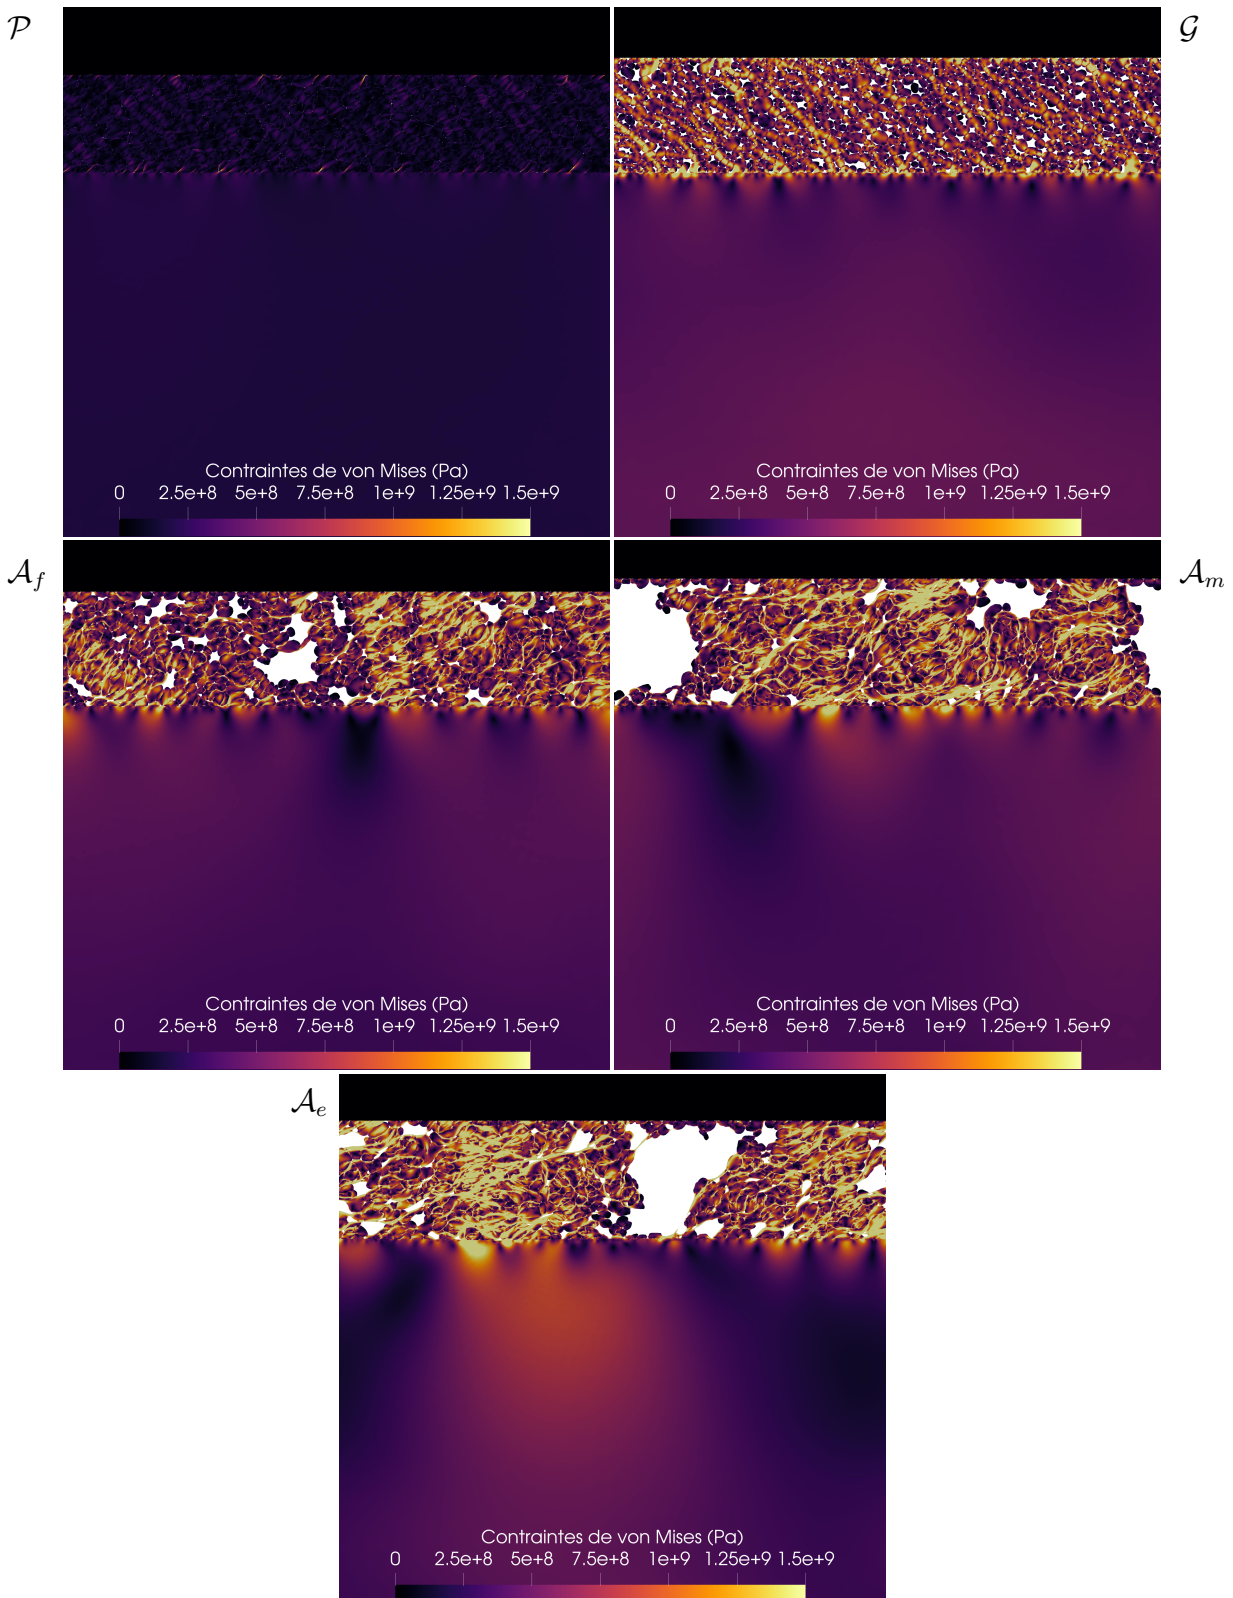 𝒫
𝒢
Contraintes de von Mises (Pa)
0 2.5e+8 5e+8 7.5e+8 1e+9 1.25e+9 1.5e+9
Contraintes de von Mises (Pa)
0 2.5e+8 5e+8 7.5e+8 1e+9 1.25e+9 1.5e+9
𝒜_f
𝒜_m
Contraintes de von Mises (Pa)
0 2.5e+8 5e+8 7.5e+8 1e+9 1.25e+9 1.5e+9
Contraintes de von Mises (Pa)
0 2.5e+8 5e+8 7.5e+8 1e+9 1.25e+9 1.5e+9
𝒜_e
Contraintes de von Mises (Pa)
0 2.5e+8 5e+8 7.5e+8 1e+9 1.25e+9 1.5e+9